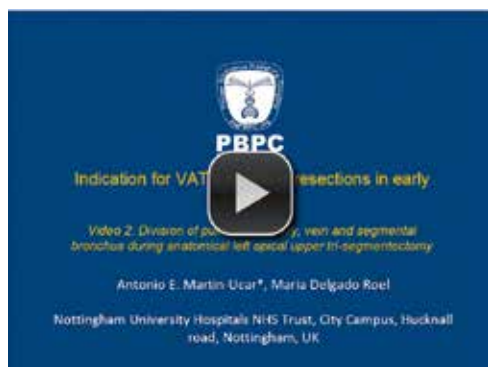 PBPC
Indication for VAT resections in early
Video 2. Division of pu y, vein and segmental
bronchus during anatomical left apical upper tri-segmentectomy
Antonio E. Martin-Ucar*, Maria Delgado Roel
Nottingham University Hospitals NHS Trust, City Campus, Hucknall
road, Nottingham, UK